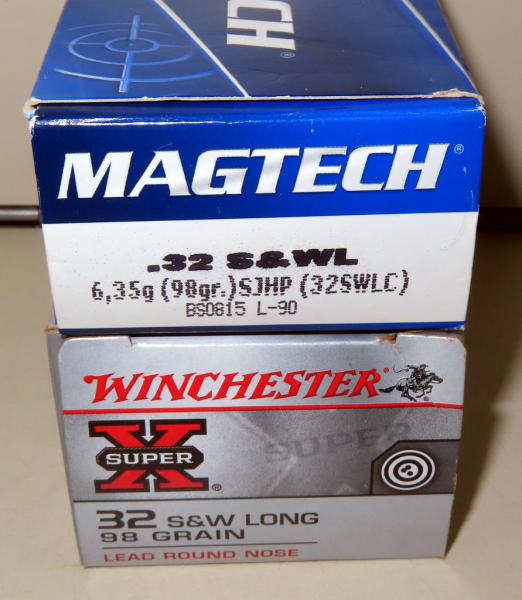 CH
MAGTECH®
.32 S&WL
6,35g (98gr.)SJHP (32SWLC)
BS0815 L-90
WINCHESTER
SUPER
X
SUPER
®
32 S&W LONG
98 GRAIN
LEAD ROUND NOSE